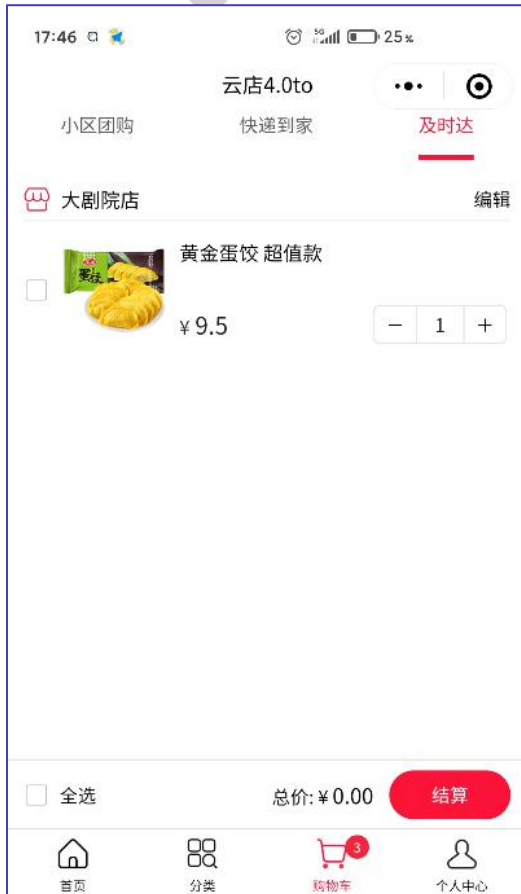 17:46
5G
25%
云店4.0to
小区团购 快递到家 及时达
大剧院店 编辑
蛋饺
黄金蛋饺 超值款
¥9.5
− 1 +
全选 总价:¥0.00 结算
3
首页 分类 购物车 个人中心